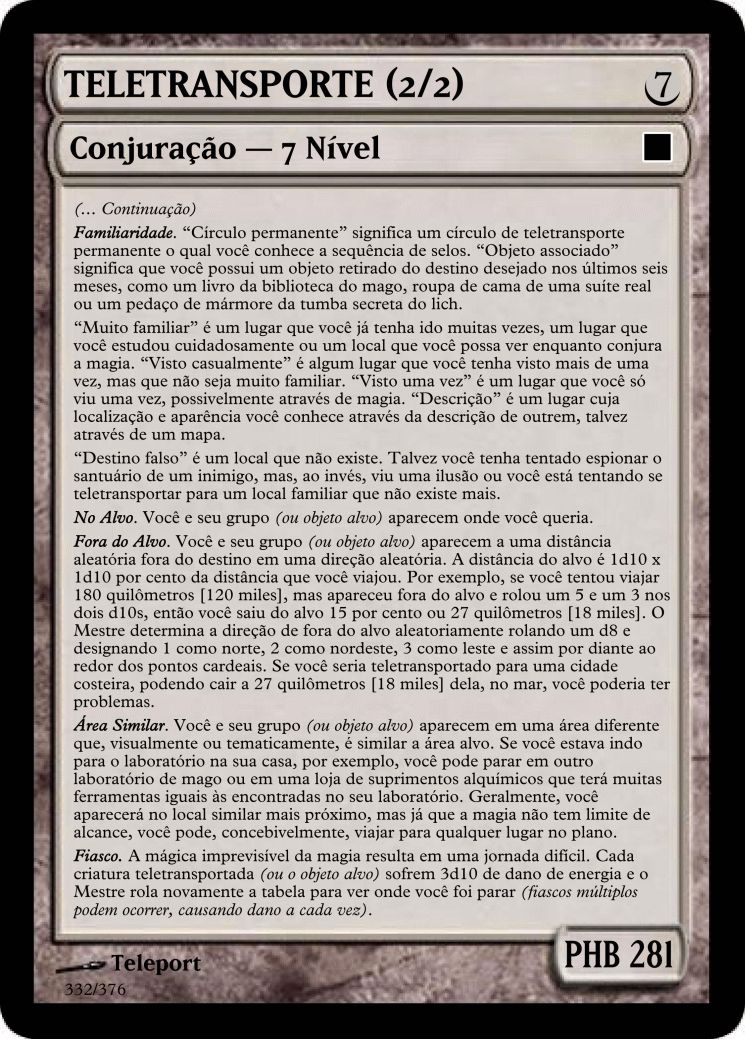 TELETRANSPORTE (2/2)
7
Conjuração — 7 Nível
(... Continuação)
Familiaridade. “Círculo permanente” significa um círculo de teletransporte
permanente o qual você conhece a sequência de selos. “Objeto associado”
significa que você possui um objeto retirado do destino desejado nos últimos seis
meses, como um livro da biblioteca do mago, roupa de cama de uma suíte real
ou um pedaço de mármore da tumba secreta do lich.
“Muito familiar” é um lugar que você já tenha ido muitas vezes, um lugar que
você estudou cuidadosamente ou um local que você possa ver enquanto conjura
a magia. “Visto casualmente” é algum lugar que você tenha visto mais de uma
vez, mas que não seja muito familiar. “Visto uma vez” é um lugar que você só
viu uma vez, possivelmente através de magia. “Descrição” é um lugar cuja
localização e aparência você conhece através da descrição de outrem, talvez
através de um mapa.
“Destino falso” é um local que não existe. Talvez você tenha tentado espionar o
santuário de um inimigo, mas, ao invés, viu uma ilusão ou você está tentando se
teletransportar para um local familiar que não existe mais.
No Alvo. Você e seu grupo (ou objeto alvo) aparecem onde você queria.
Fora do Alvo. Você e seu grupo (ou objeto alvo) aparecem a uma distância
aleatória fora do destino em uma direção aleatória. A distância do alvo é 1d10 x
1d10 por cento da distância que você viajou. Por exemplo, se você tentou viajar
180 quilômetros [120 miles], mas apareceu fora do alvo e rolou um 5 e um 3 nos
dois d10s, então você saiu do alvo 15 por cento ou 27 quilômetros [18 miles]. O
Mestre determina a direção de fora do alvo aleatoriamente rolando um d8 e
designando 1 como norte, 2 como nordeste, 3 como leste e assim por diante ao
redor dos pontos cardeais. Se você seria teletransportado para uma cidade
costeira, podendo cair a 27 quilômetros [18 miles] dela, no mar, você poderia ter
problemas.
Área Similar. Você e seu grupo (ou objeto alvo) aparecem em uma área diferente
que, visualmente ou tematicamente, é similar a área alvo. Se você estava indo
para o laboratório na sua casa, por exemplo, você pode parar em outro
laboratório de mago ou em uma loja de suprimentos alquímicos que terá muitas
ferramentas iguais às encontradas no seu laboratório. Geralmente, você
aparecerá no local similar mais próximo, mas já que a magia não tem limite de
alcance, você pode, concebivelmente, viajar para qualquer lugar no plano.
Fiasco. A mágica imprevisível da magia resulta em uma jornada difícil. Cada
criatura teletransportada (ou o objeto alvo) sofrem 3d10 de dano de energia e o
Mestre rola novamente a tabela para ver onde você foi parar (fiascos múltiplos
podem ocorrer, causando dano a cada vez).
PHB 281
Teleport
332/376